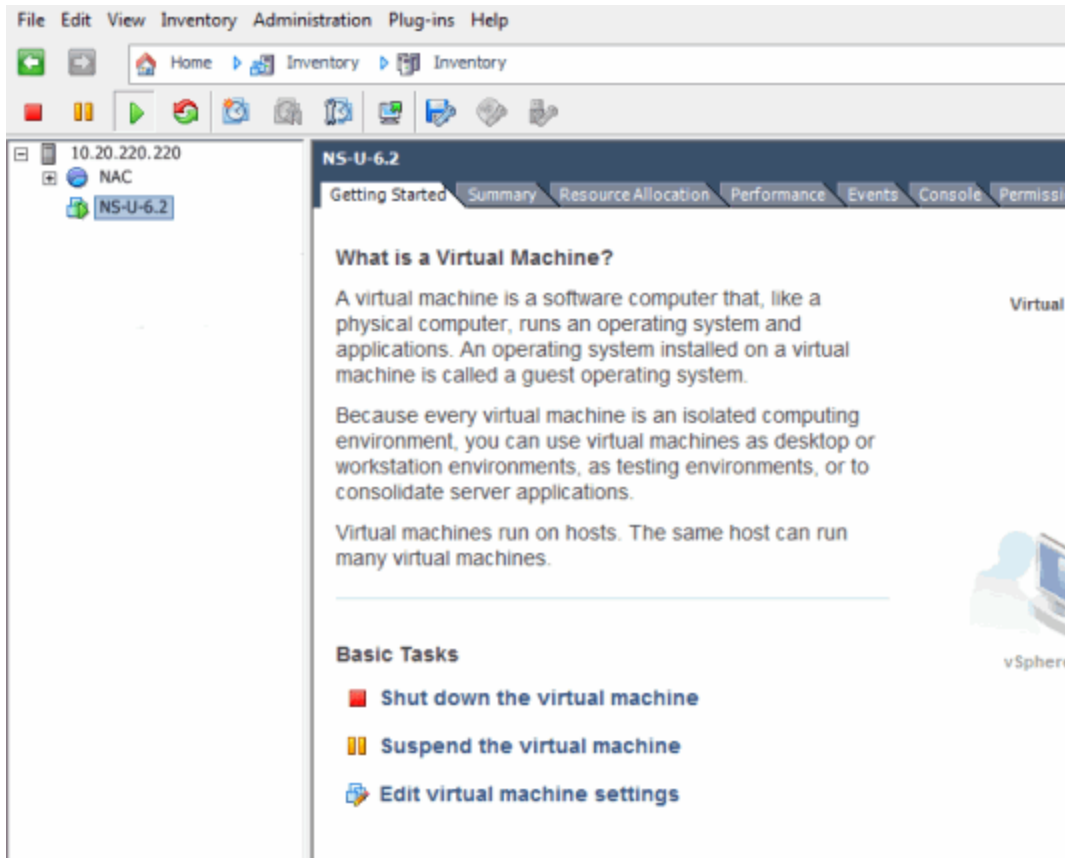 File Edit View Inventory Administration Plug-ins Help
Home Inventory Inventory
10.20.220.220
NAC
NS-U-6.2
NS-U-6.2
Getting Started Summary Resource Allocation Performance Events Console Permissi
What is a Virtual Machine?
A virtual machine is a software computer that, like a
physical computer, runs an operating system and
applications. An operating system installed on a virtual
machine is called a guest operating system.
Because every virtual machine is an isolated computing
environment, you can use virtual machines as desktop or
workstation environments, as testing environments, or to
consolidate server applications.
Virtual machines run on hosts. The same host can run
many virtual machines.
Virtual
vSphere
Basic Tasks
Shut down the virtual machine
Suspend the virtual machine
Edit virtual machine settings